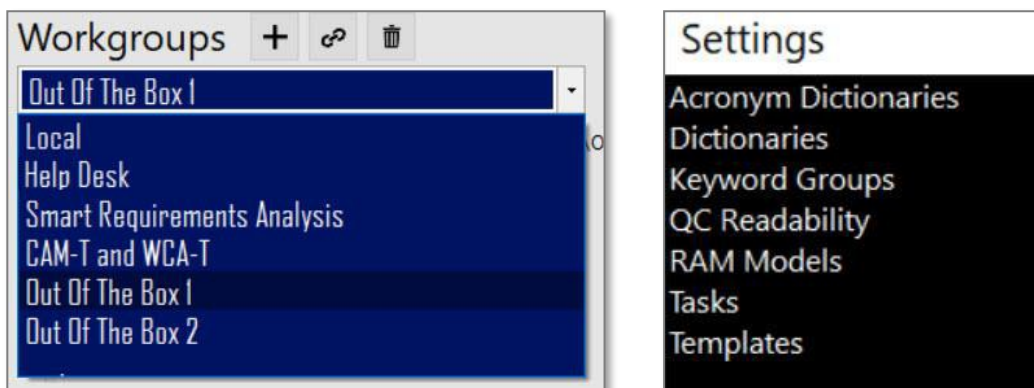 Workgroups
Out Of The Box 1
Local
Help Desk
Smart Requirements Analysis
CAM-T and WCA-T
Out Of The Box 1
Out Of The Box 2
Settings
Acronym Dictionaries
Dictionaries
Keyword Groups
QC Readability
RAM Models
Tasks
Templates